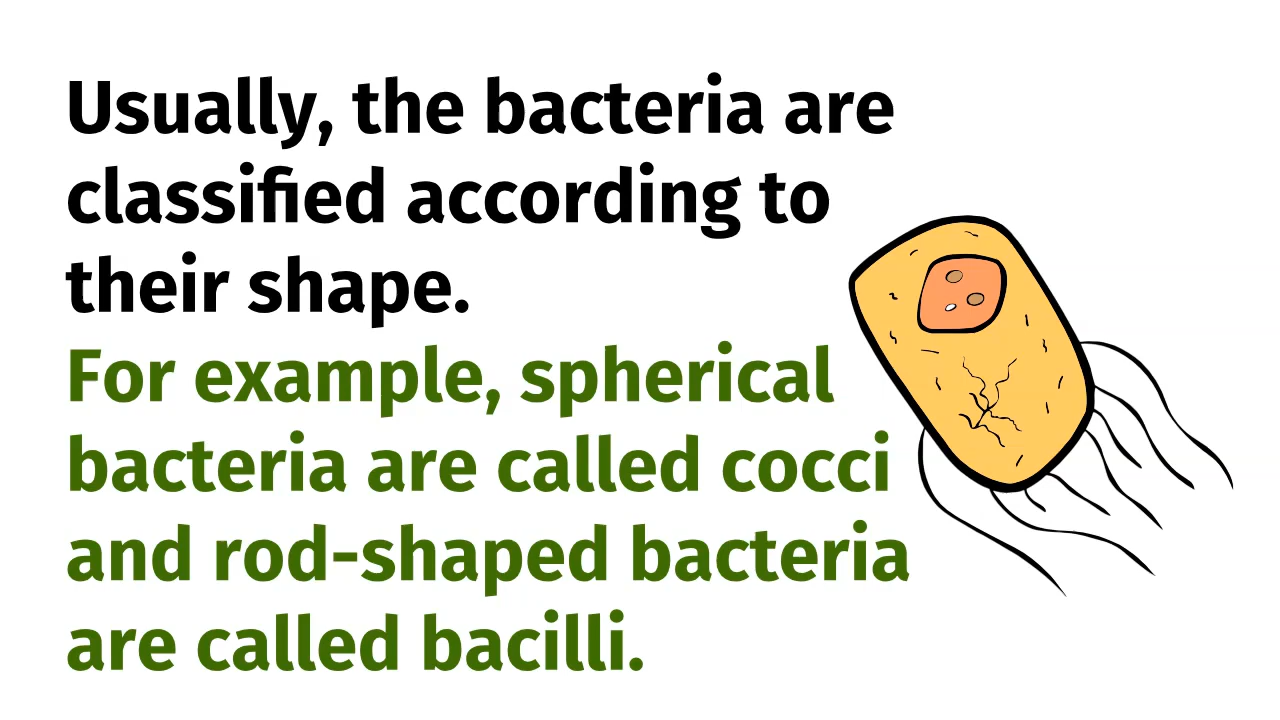 Usually, the bacteria are
classified according to
their shape.
For example, spherical
bacteria are called cocci
and rod-shaped bacteria
are called bacilli.